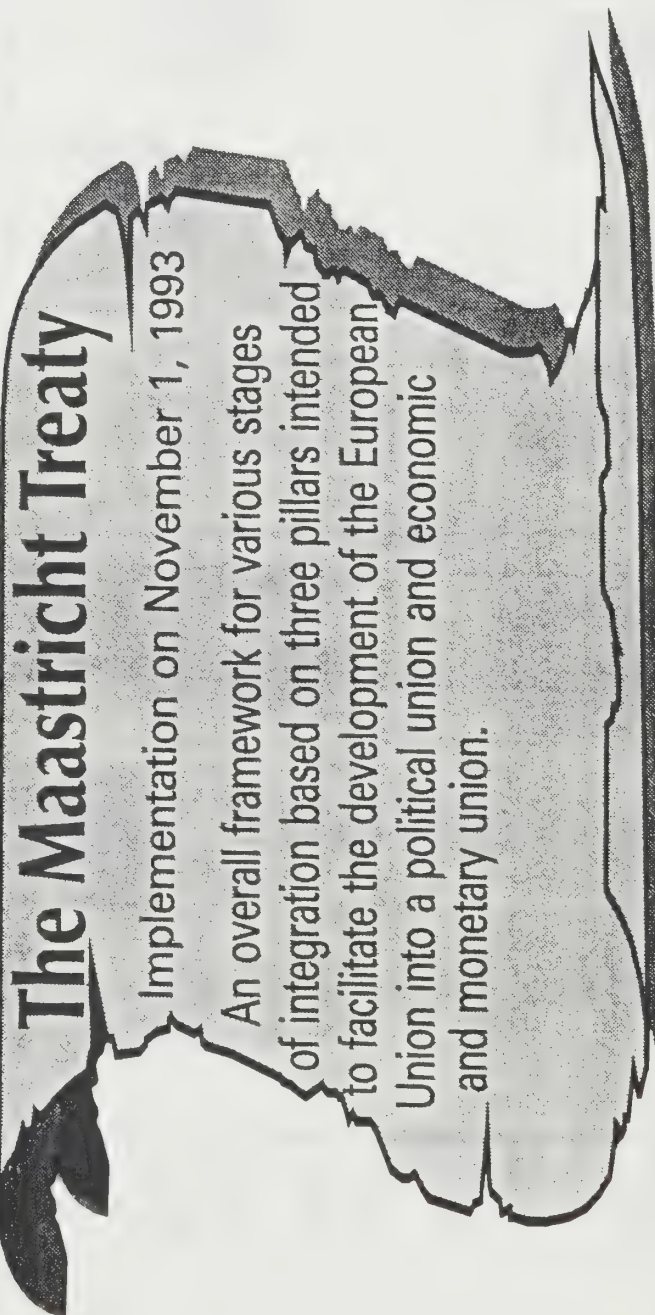 The Maastricht Treaty
Implementation on November 1, 1993
An overall framework for various stages
of integration based on three pillars intended
to facilitate the development of the European
Union into a political union and economic
and monetary union.